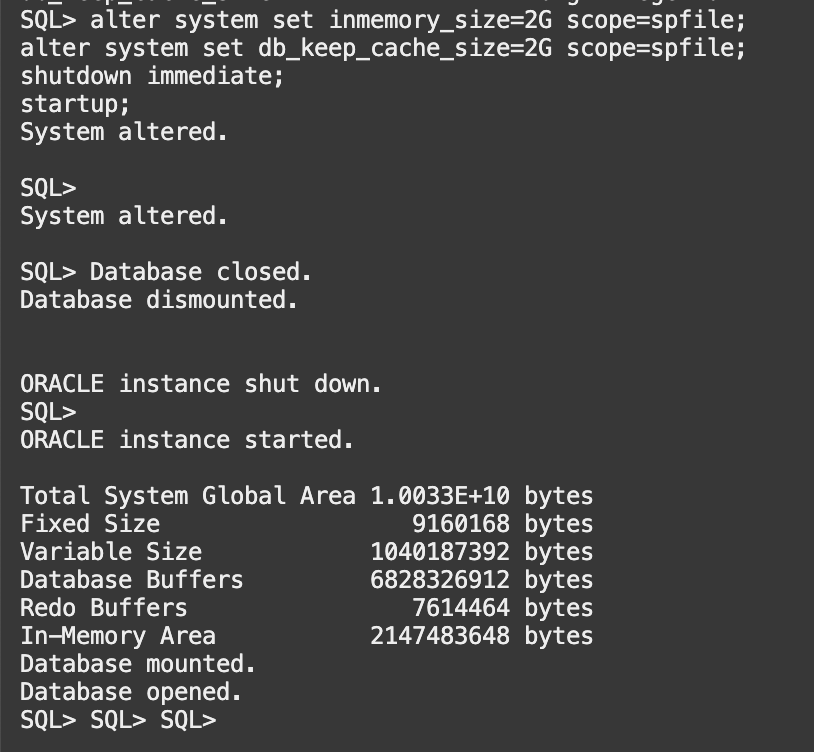 SQL> alter system set inmemory_size=2G scope=spfile;
alter system set db_keep_cache_size=2G scope=spfile;
shutdown immediate;
startup;
System altered.
SQL>
System altered.
SQL> Database closed.
Database dismounted.
ORACLE instance shut down.
SQL>
ORACLE instance started.
Total System Global Area 1.0033E+10 bytes
Fixed Size                  9160168 bytes
Variable Size            1040187392 bytes
Database Buffers         6828326912 bytes
Redo Buffers                7614464 bytes
In-Memory Area           2147483648 bytes
Database mounted.
Database opened.
SQL> SQL> SQL>